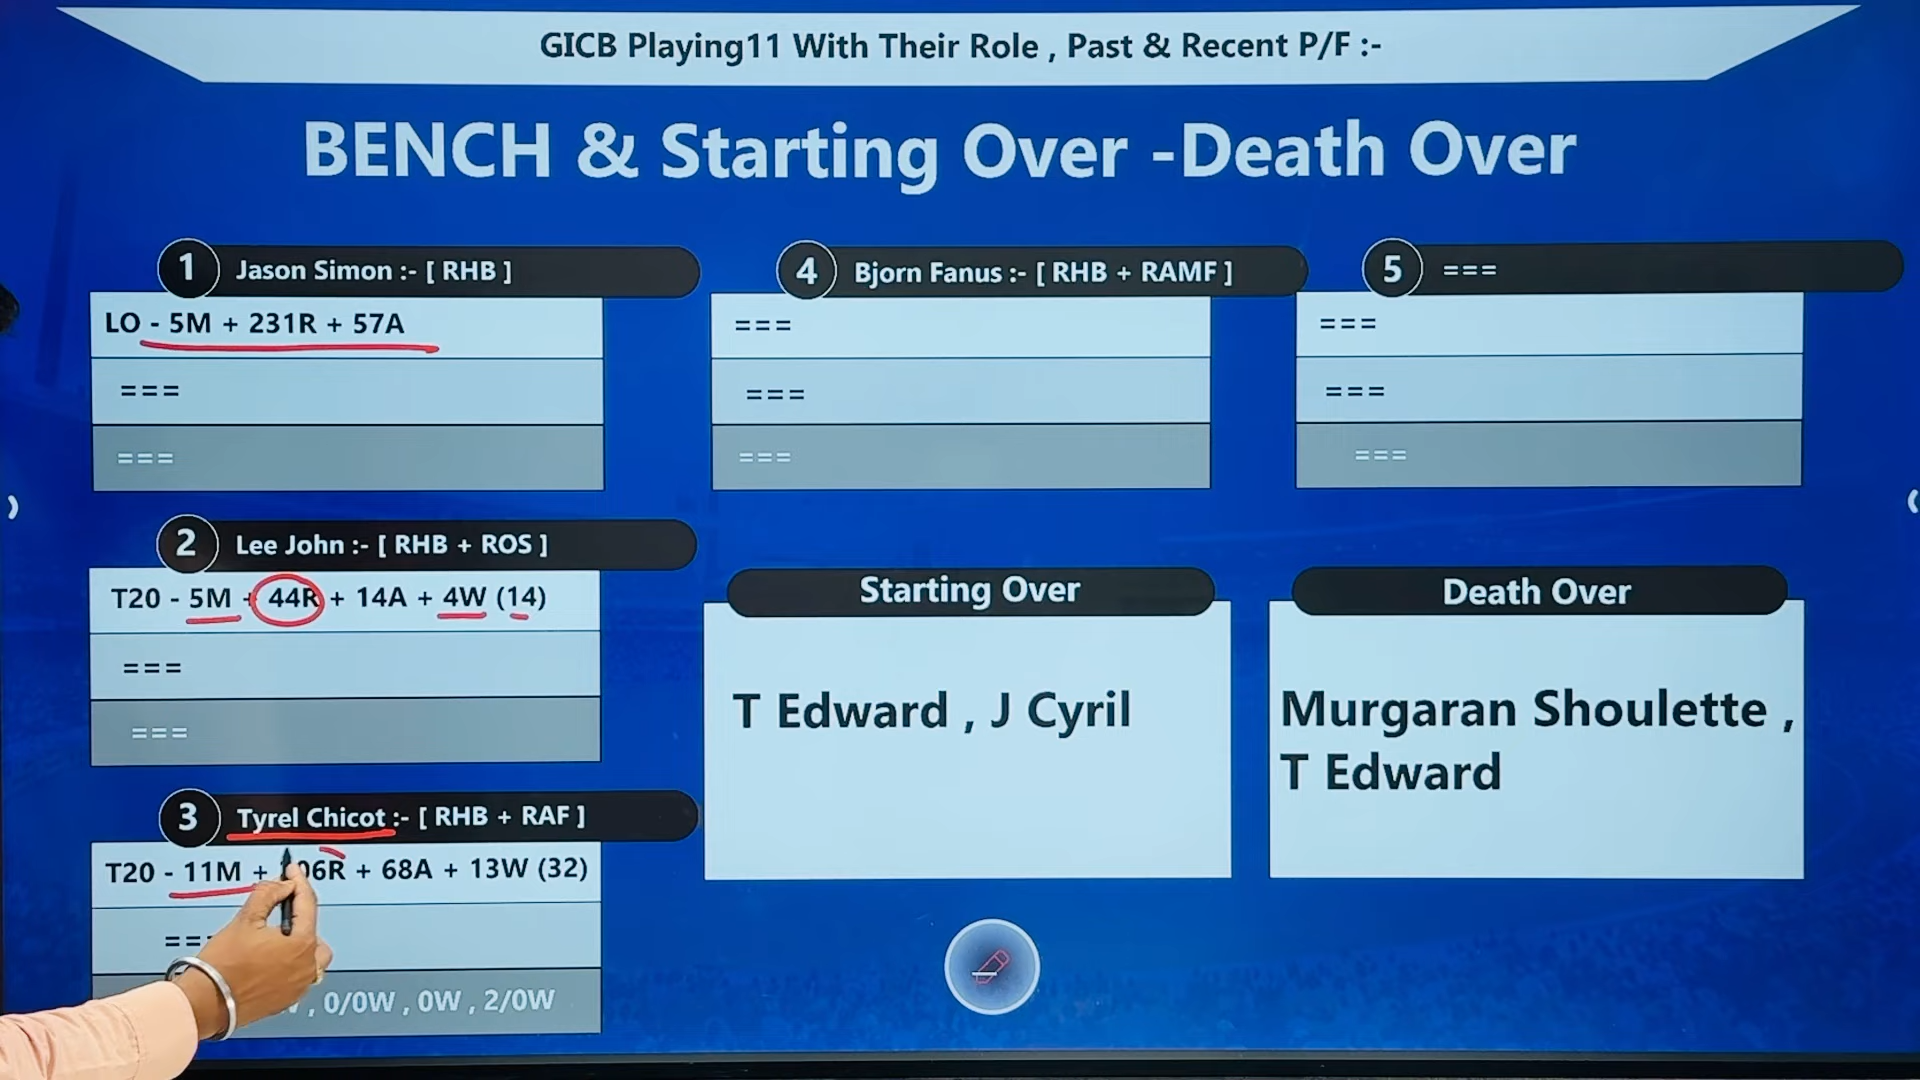 GICB Playing11 With Their Role , Past & Recent P/F :-
BENCH & Starting Over -Death Over
1 Jason Simon :- [ RHB ]
LO - 5M + 231R + 57A
===
===
2 Lee John :- [ RHB + ROS ]
T20 - 5M + 44R + 14A + 4W (14)
===
===
3 Tyrel Chicot :- [ RHB + RAF ]
T20 - 11M + + 68A + 13W (32)
, 0/0W , 0W , 2/0W
4 Bjorn Fanus :- [ RHB + RAMF ]
===
===
===
5 ===
===
===
===
Starting Over
T Edward , J Cyril
Death Over
Murgaran Shoulette ,
T Edward